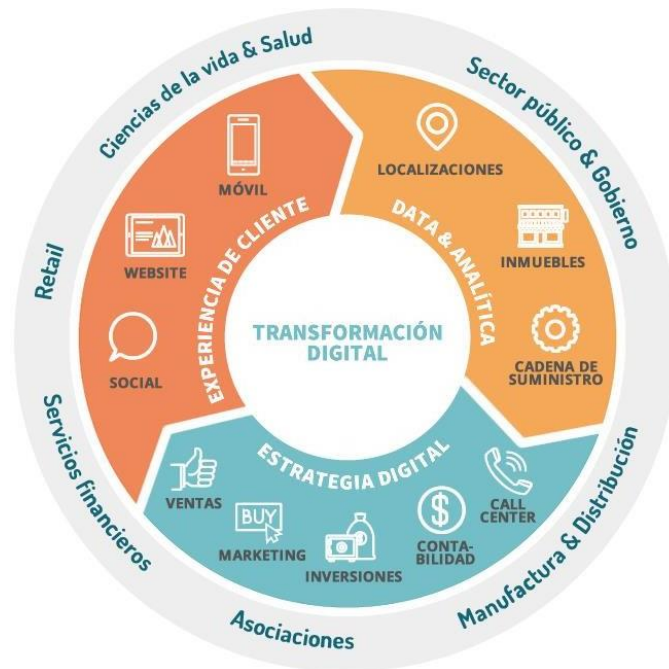 Ciencias de la vida & Salud
Sector público & Gobierno
Retail
Servicios financieros
Asociaciones
Manufactura & Distribución
EXPERIENCIA DE CLIENTE
MÓVIL
WEBSITE
SOCIAL
DATA & ANALÍTICA
LOCALIZACIONES
INMUEBLES
CADENA DE
SUMINISTRO
TRANSFORMACIÓN
DIGITAL
ESTRATEGIA DIGITAL
VENTAS
BUY
MARKETING
INVERSIONES
$
CONTA-
BILIDAD
CALL
CENTER